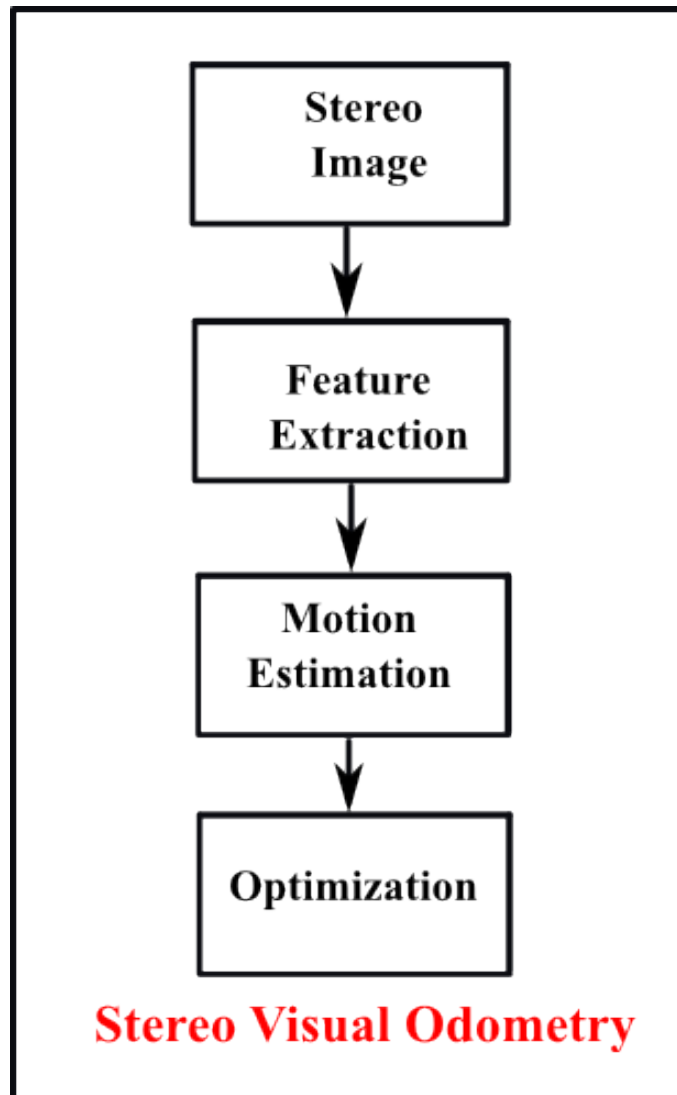 Stereo
Image
Feature
Extraction
Motion
Estimation
Optimization
Stereo Visual Odometry